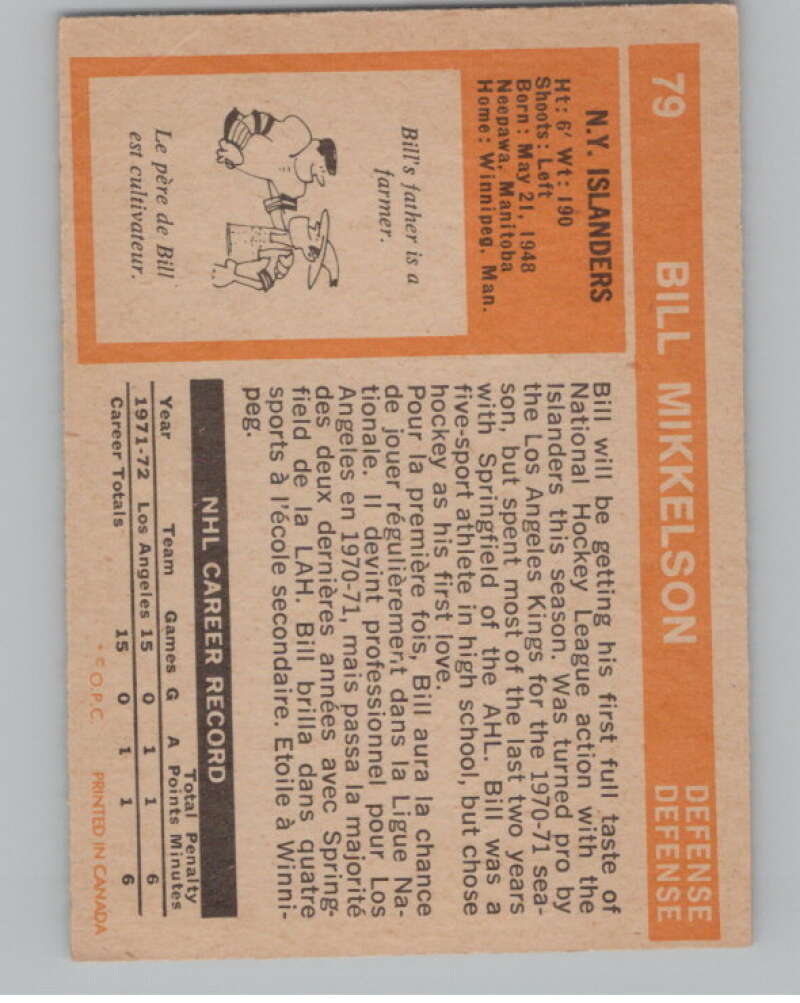 79 BILL MIKKELSON DEFENSE
DEFENSE
N.Y. ISLANDERS
Ht: 6' Wt: 190
Shoots: Left
Born: May 21, 1948
Neepawa, Manitoba
Home: Winnipeg. Man.
Bill's father is a
farmer.
Le père de Bill
est cultivateur.
Bill will be getting his first full taste of
National Hockey League action with the
Islanders this season. Was turned pro by
the Los Angeles Kings for the 1970-71 sea-
son, but spent most of the last two years
with Springfield of the AHL. Bill was a
five-sport athlete in high school, but chose
hockey as his first love.
Pour la première fois, Bill aura la chance
de jouer régulièrement dans la Ligue Na-
tionale. Il devint professionnel pour Los
Angeles en 1970-71, mais passa la majorité
des deux dernières années avec Spring-
field de la LAH. Bill brilla dans quatre
sports à l'école secondaire. Etoile à Winni-
peg.
NHL CAREER RECORD
Total Penalty
Year Team Games G A Points Minutes
1971-72 Los Angeles 15 0 1 1 6
Career Totals 15 0 1 1 6
* © O.P.C. PRINTED IN CANADA